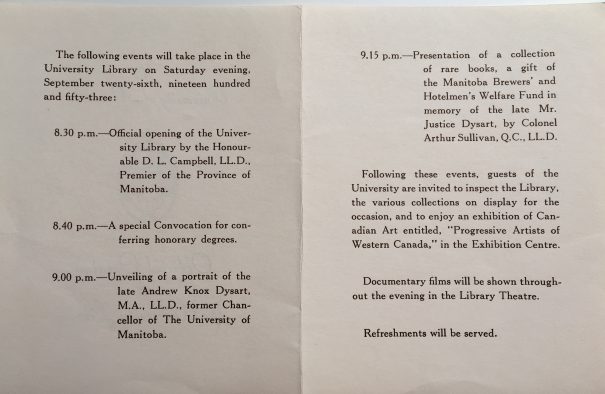 The following events will take place in the
University Library on Saturday evening,
September twenty-sixth, nineteen hundred
and fifty-three:
8.30 p.m.—Official opening of the Univer-
sity Library by the Honour-
able D. L. Campbell, LL.D.,
Premier of the Province of
Manitoba.
8.40 p.m.—A special Convocation for con-
ferring honorary degrees.
9.00 p.m.—Unveiling of a portrait of the
late Andrew Knox Dysart,
M.A., LL.D., former Chan-
cellor of The University of
Manitoba.
9.15 p.m.—Presentation of a collection
of rare books, a gift of
the Manitoba Brewers' and
Hotelmen's Welfare Fund in
memory of the late Mr.
Justice Dysart, by Colonel
Arthur Sullivan, Q.C., LL.D.
Following these events, guests of the
University are invited to inspect the Library,
the various collections on display for the
occasion, and to enjoy an exhibition of Can-
adian Art entitled, "Progressive Artists of
Western Canada," in the Exhibition Centre.
Documentary films will be shown through-
out the evening in the Library Theatre.
Refreshments will be served.